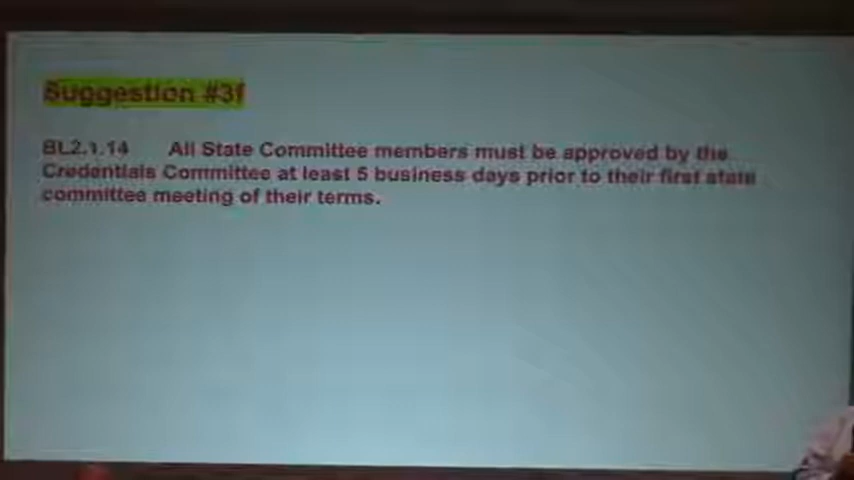 Suggestion #3f
BL2.1.14 All State Committee members must be approved by the
Credentials Committee at least 5 business days prior to their first state
committee meeting of their terms.